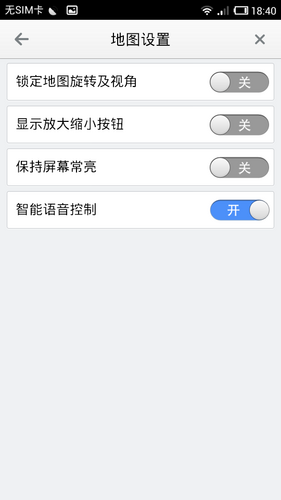 无SIM卡
18:40
地图设置
锁定地图旋转及视角
关
显示放大缩小按钮
关
保持屏幕常亮
关
智能语音控制
开